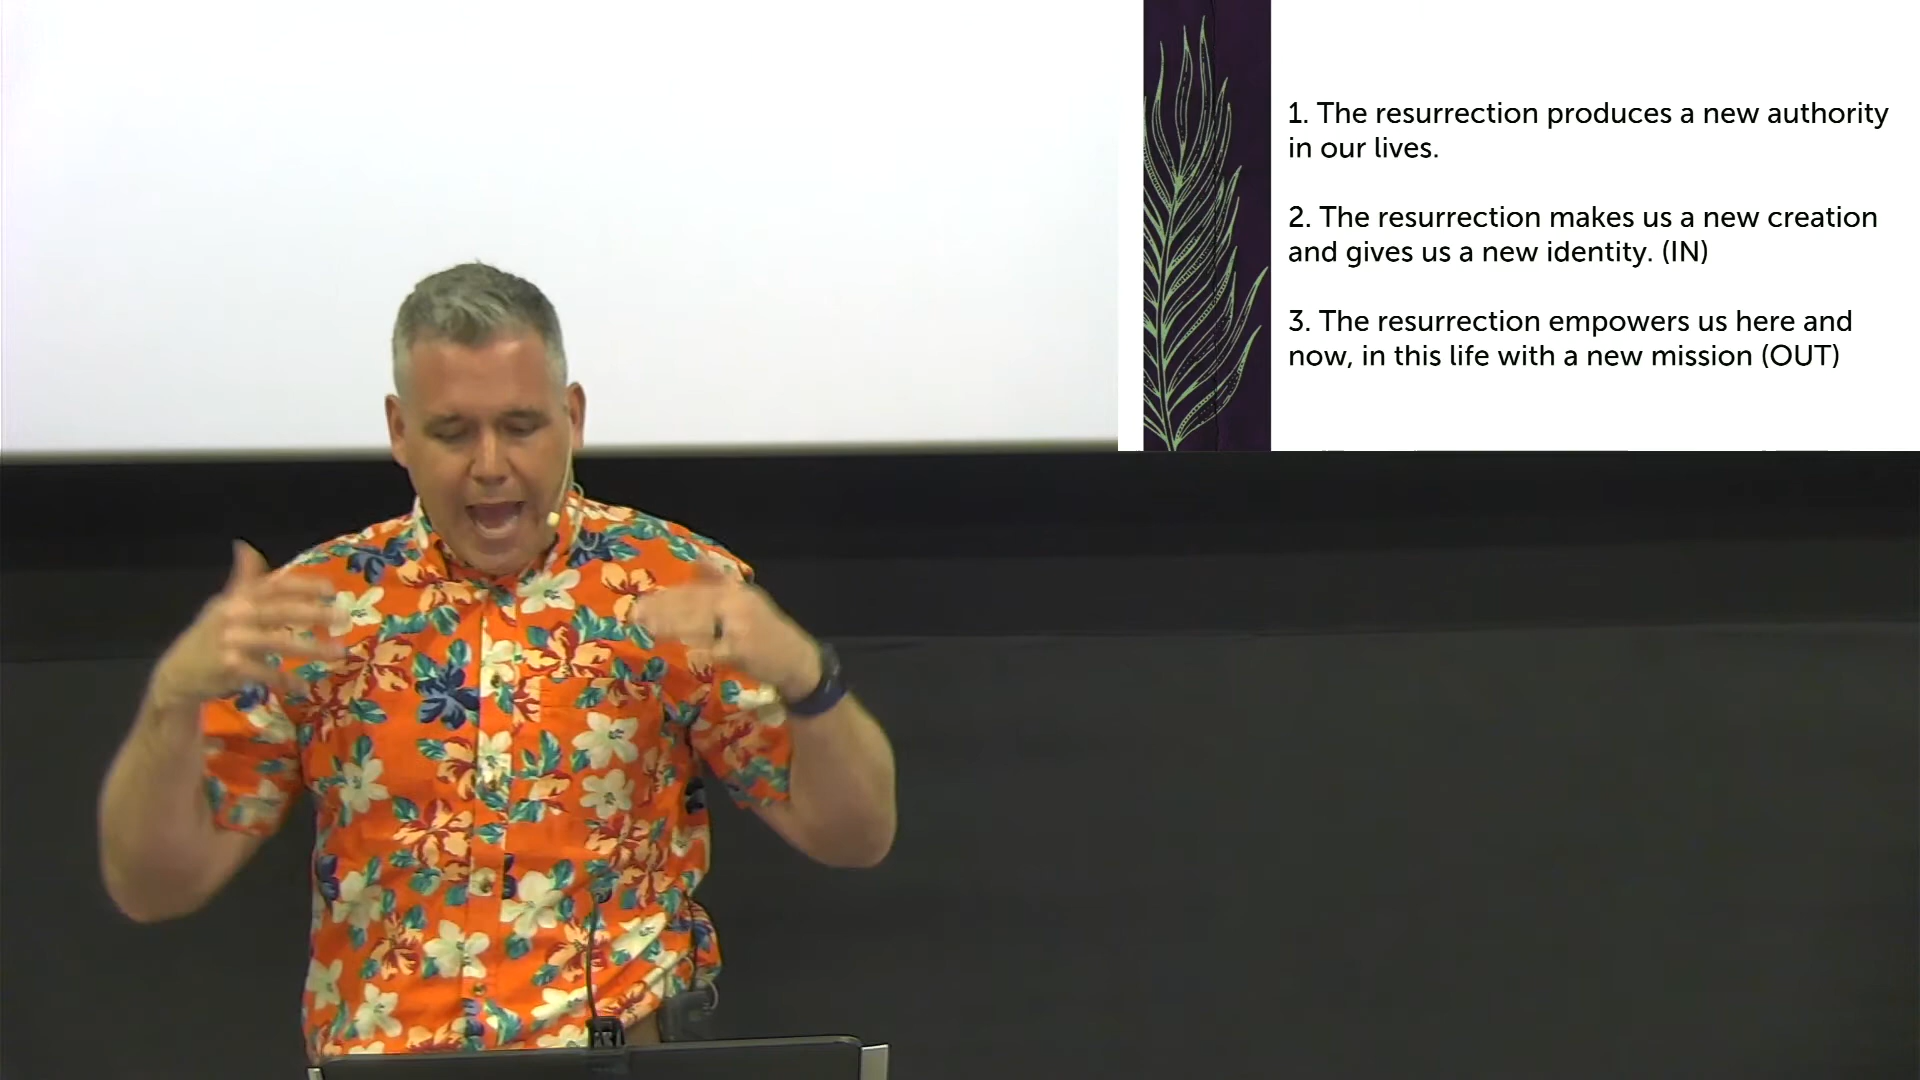 1. The resurrection produces a new authority
in our lives.
2. The resurrection makes us a new creation
and gives us a new identity. (IN)
3. The resurrection empowers us here and
now, in this life with a new mission (OUT)